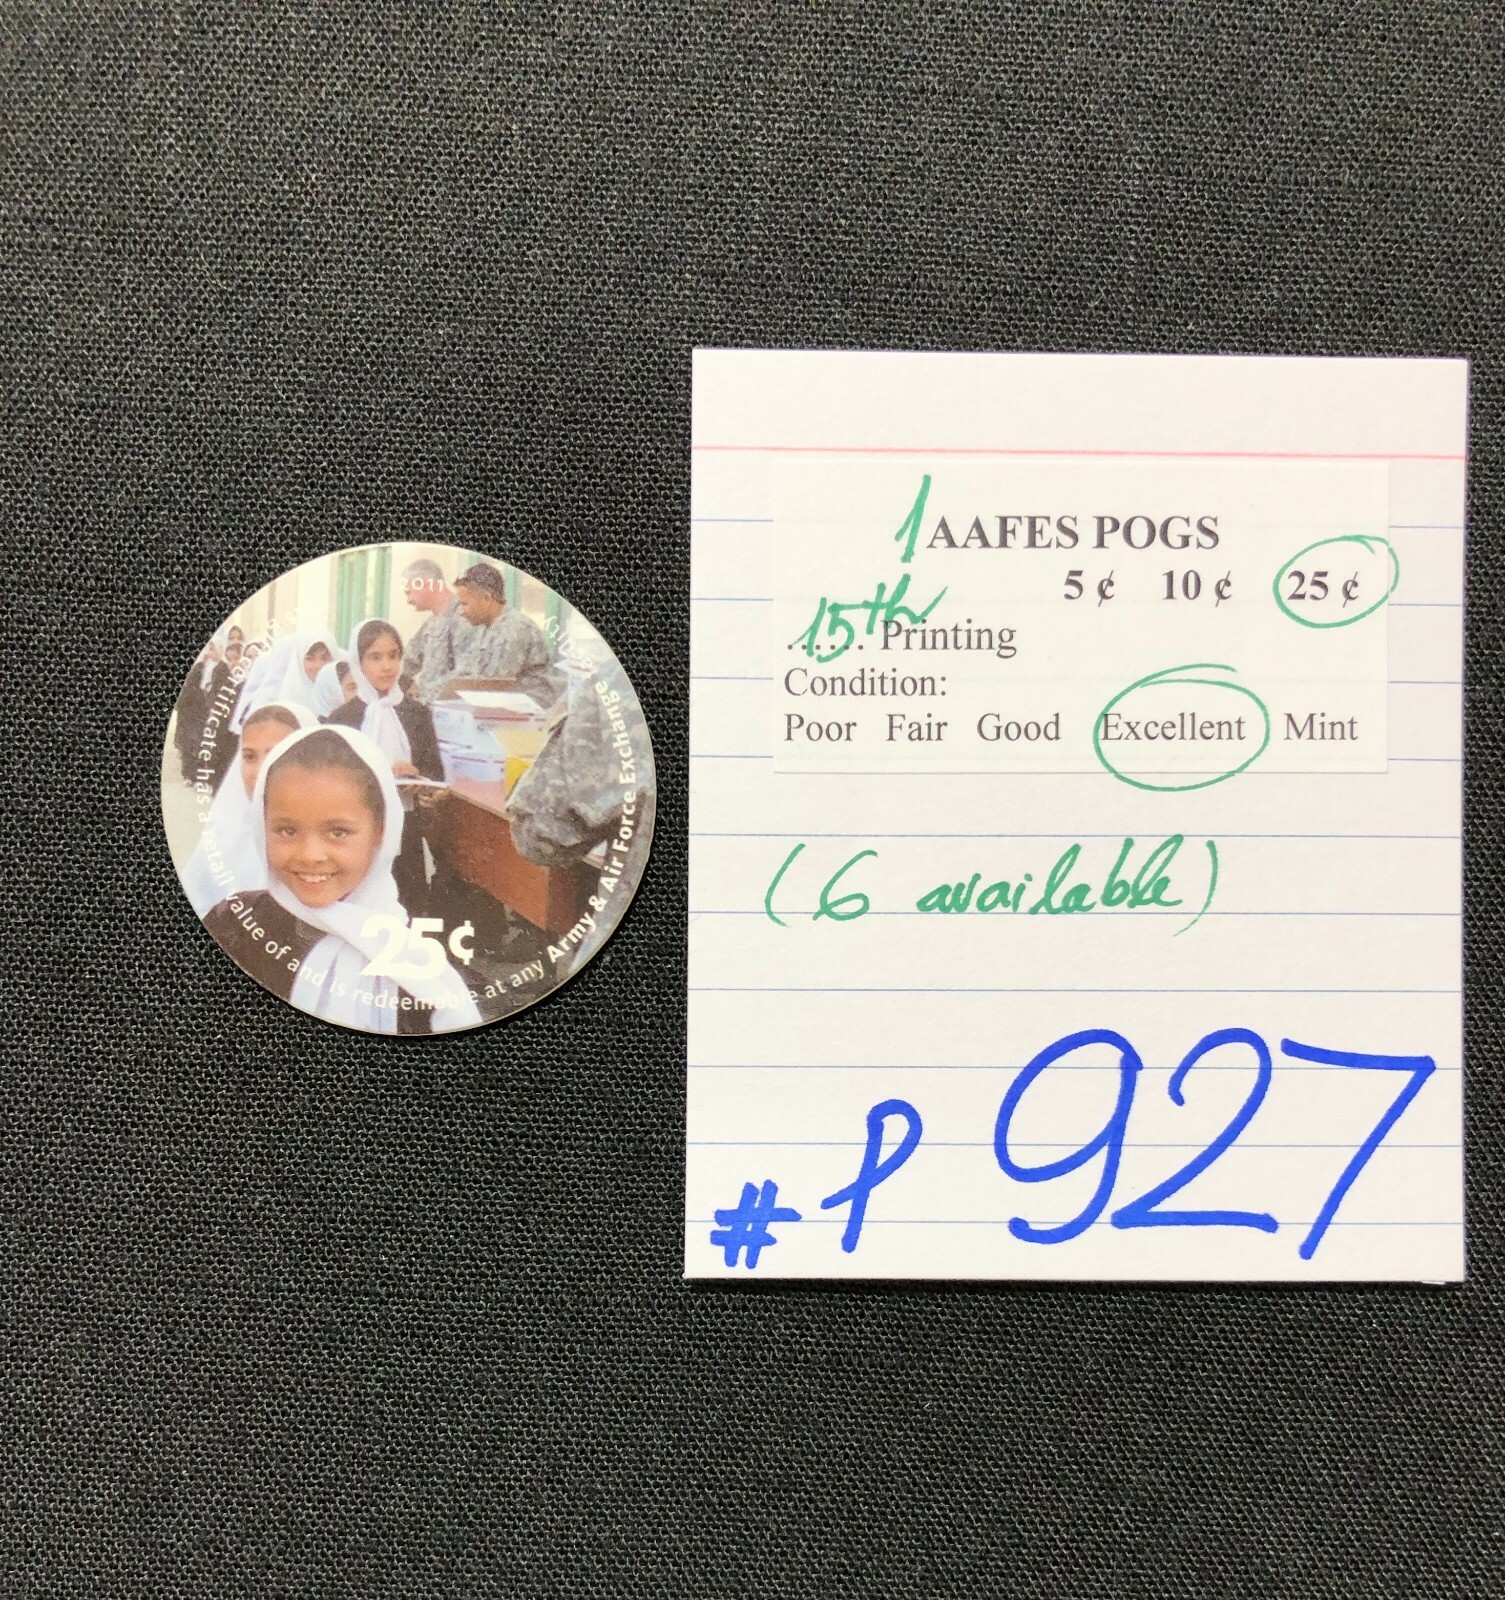 2011
certificate has a retail value of and is redeemable at any Army & Air Force Exchange
25¢
1 AAFES POGS
5 ¢ 10 ¢ 25 ¢
15th Printing
Condition:
Poor Fair Good Excellent Mint
(6 available)
# P 927